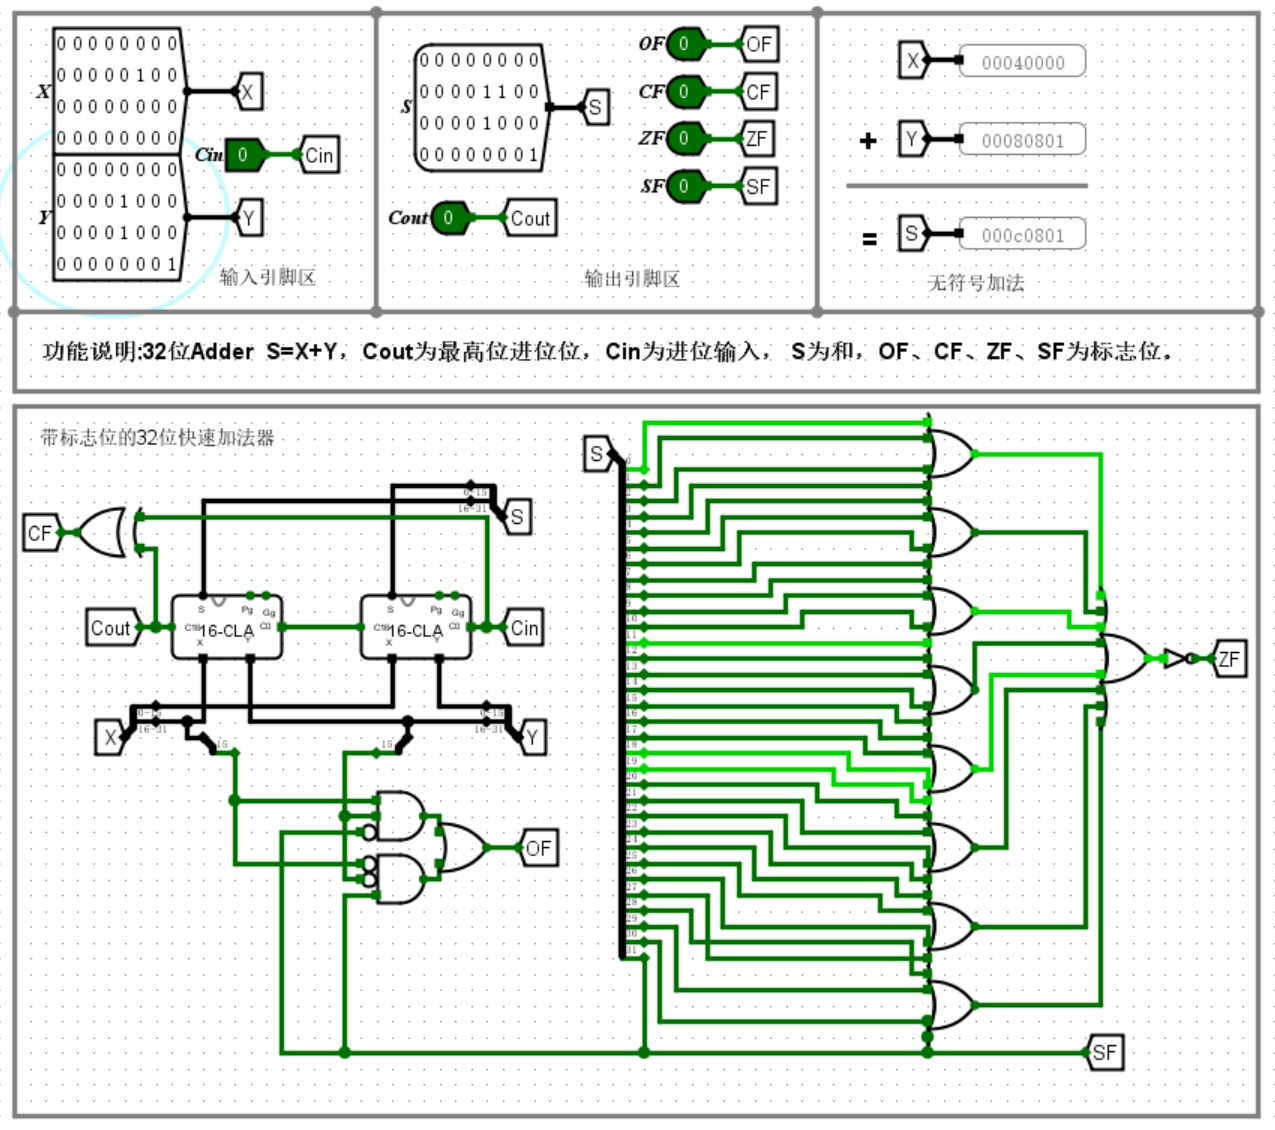 0 0 0 0 0 0 0 0
0 0 0 0 0 1 0 0
X
0 0 0 0 0 0 0 0
0 0 0 0 0 0 0 0
X
Cin 0 Cin
0 0 0 0 0 0 0 0
0 0 0 0 1 0 0 0
Y
0 0 0 0 1 0 0 0
0 0 0 0 0 0 0 1
Y
输入引脚区
0 0 0 0 0 0 0 0
0 0 0 0 1 1 0 0
S
0 0 0 0 1 0 0 0
0 0 0 0 0 0 0 1
S
Cout 0 Cout
OF 0 OF
CF 0 CF
ZF 0 ZF
SF 0 SF
输出引脚区
X 00040000
+ Y 00080801
= S 000c0801
无符号加法
功能说明:32位Adder S=X+Y，Cout为最高位进位位，Cin为进位输入， S为和，OF、CF、ZF、SF为标志位。
带标志位的32位快速加法器
CF
0-15
16-31
S
S Pg Gg
C16 16-CLA C0
X Y
S Pg Gg
C16 16-CLA C0
X Y
Cout
Cin
X
0-15
16-31
15
0-15
16-31
Y
15
OF
S
0
1
2
3
4
5
6
7
8
9
10
11
12
13
14
15
16
17
18
19
20
21
22
23
24
25
26
27
28
29
30
31
ZF
SF